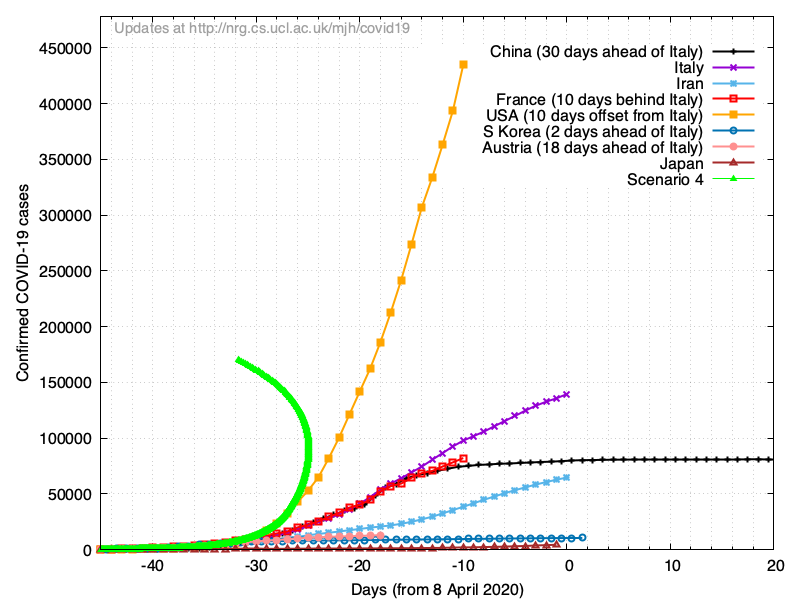 Updates at http://nrg.cs.ucl.ac.uk/mjh/covid19
China (30 days ahead of Italy)
Italy
Iran
France (10 days behind Italy)
USA (10 days offset from Italy)
S Korea (2 days ahead of Italy)
Austria (18 days ahead of Italy)
Japan
Scenario 4
Confirmed COVID-19 cases
450000
400000
350000
300000
250000
200000
150000
100000
50000
0
-40
-30
-20
-10
0
10
20
Days (from 8 April 2020)